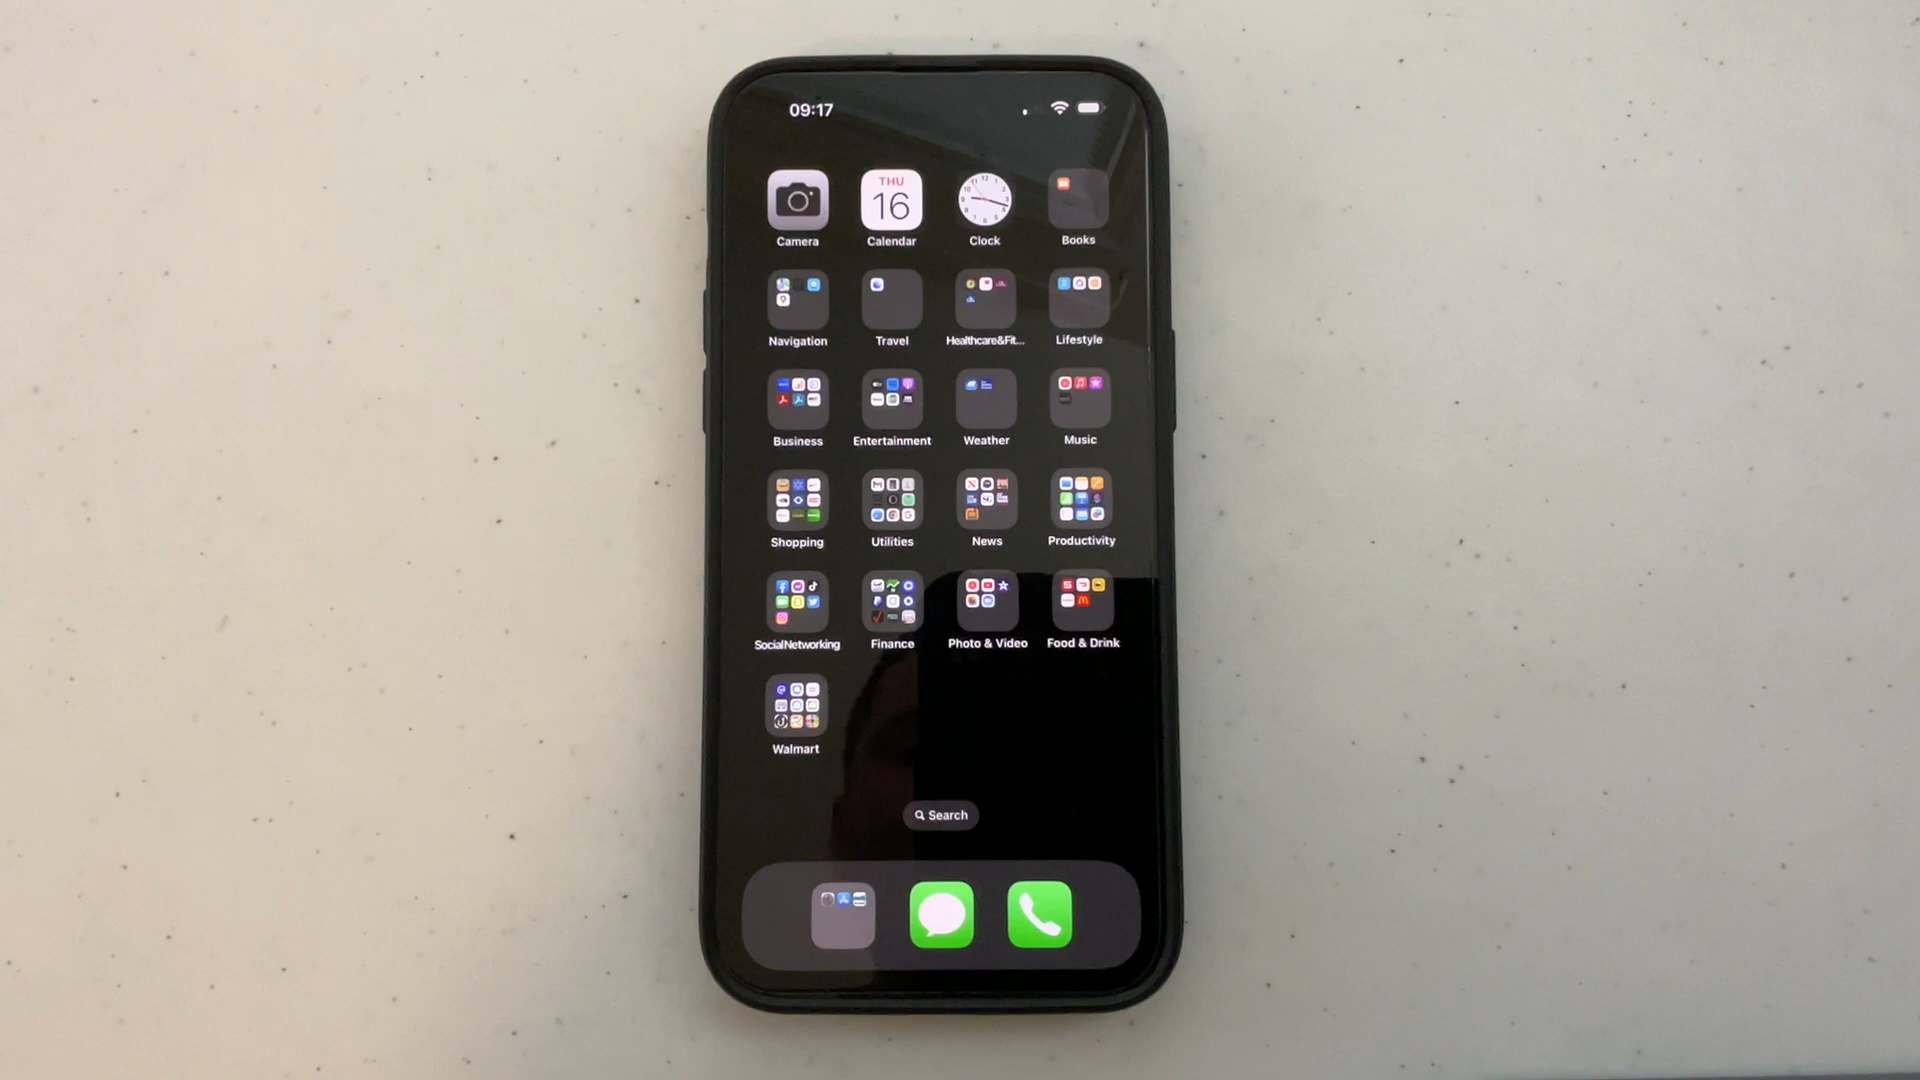 09:17
THU
16
Camera
Calendar
Clock
Books
Navigation
Travel
Healthcare&Fit...
Lifestyle
Business
Entertainment
Weather
Music
Shopping
Utilities
News
Productivity
SocialNetworking
Finance
Photo & Video
Food & Drink
Walmart
Search